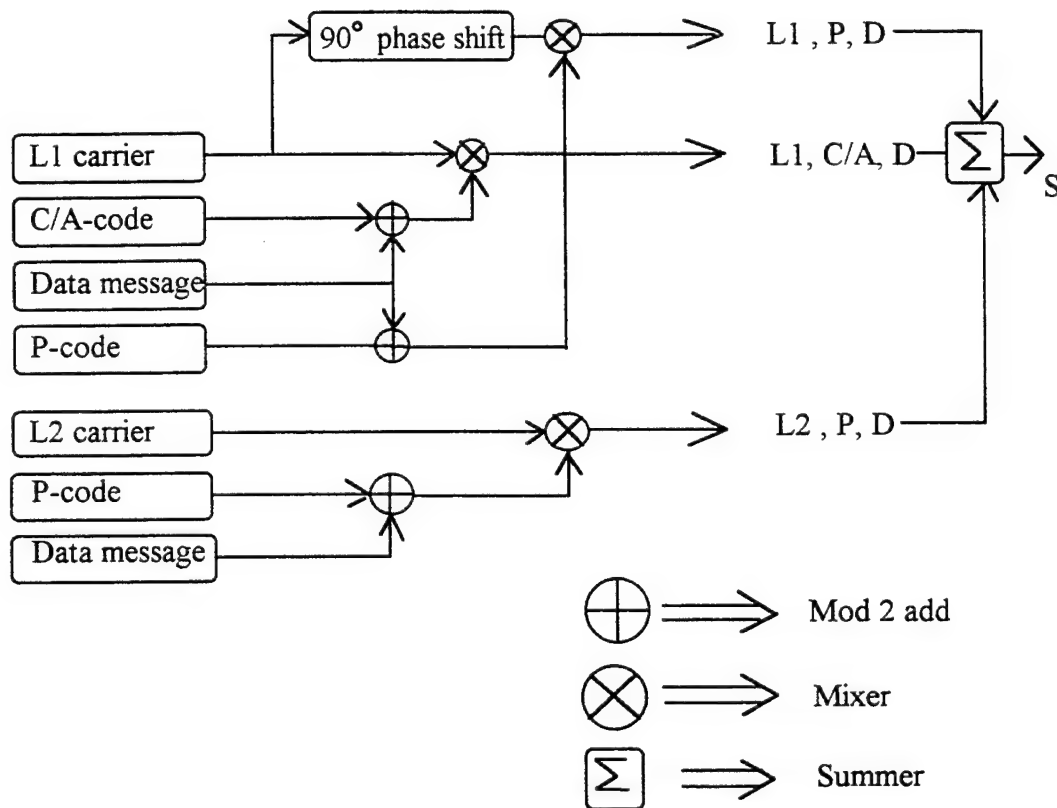 90° phase shift
L1 , P, D
L1 carrier
L1, C/A, D
Σ
S
C/A-code
Data message
P-code
L2 carrier
L2 , P, D
P-code
Data message
Mod 2 add
Mixer
Σ
Summer